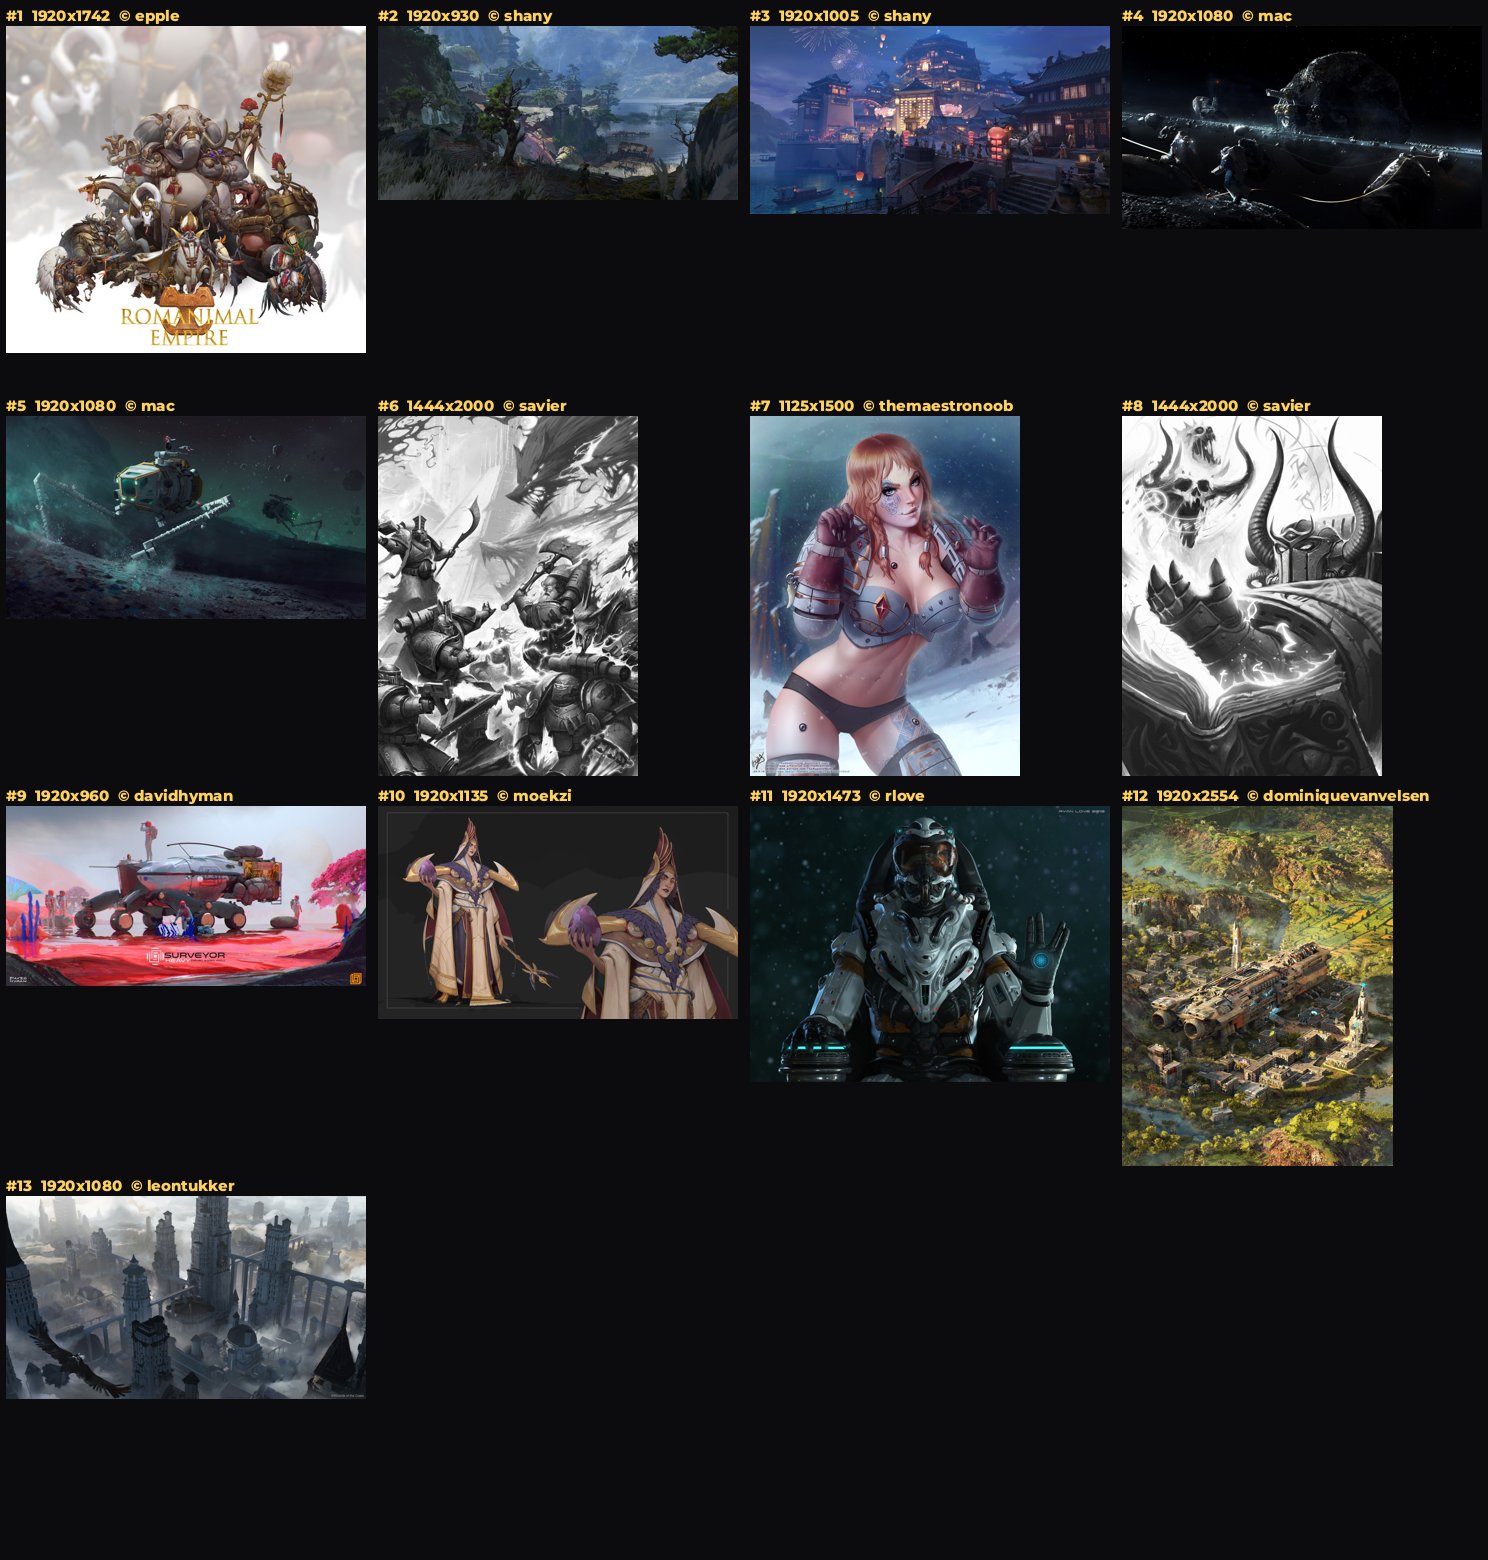 #1 1920x1742 © epple
#2 1920x930 © shany
#3 1920x1005 © shany
#4 1920x1080 © mac
ROMANIMAL
EMPIRE
#5 1920x1080 © mac
#6 1444x2000 © savier
#7 1125x1500 © themaestronoob
#8 1444x2000 © savier
#9 1920x960 © davidhyman
#10 1920x1135 © moekzi
#11 1920x1473 © rlove
#12 1920x2554 © dominiquevanvelsen
RYAN LOVE
SURVEYOR
#13 1920x1080 © leontukker